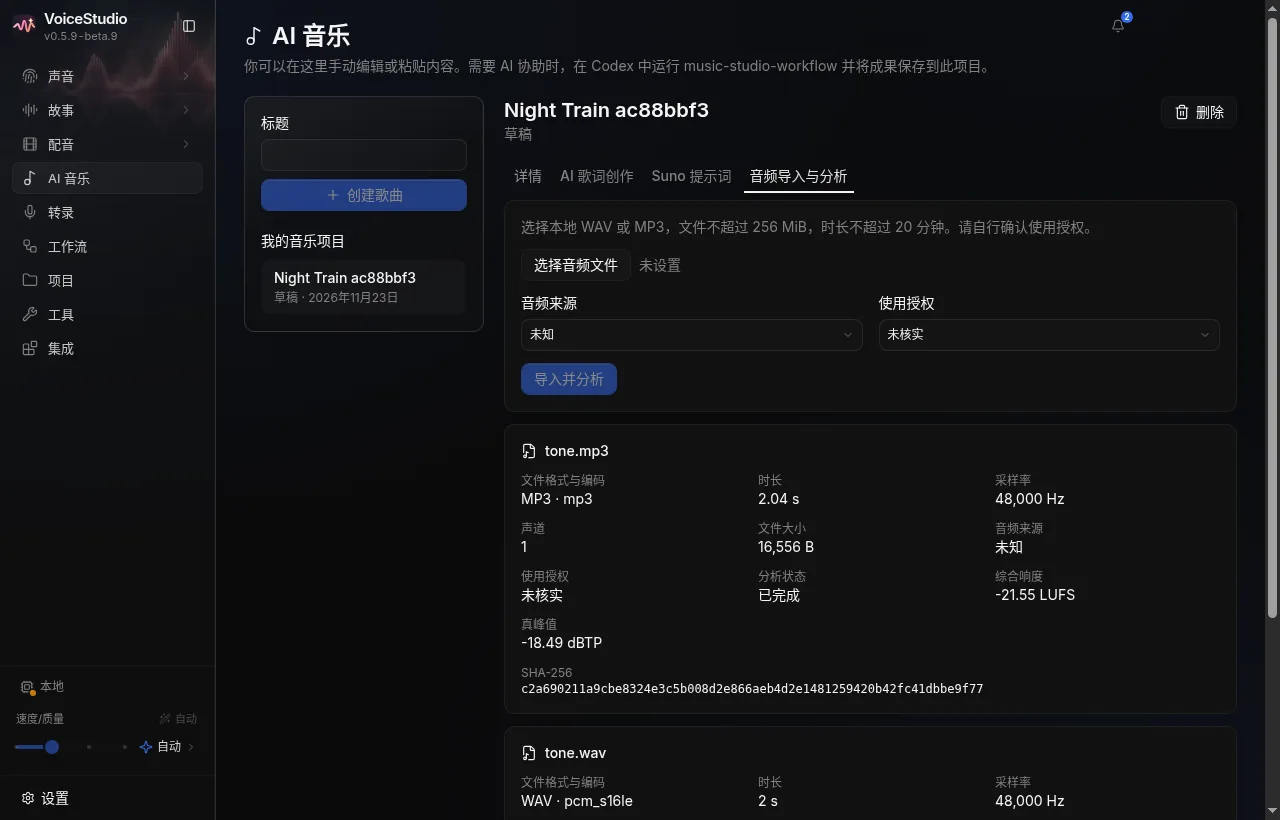 VoiceStudio
v0.5.9-beta.9
声音
故事
配音
AI 音乐
转录
工作流
项目
工具
集成
本地
速度/质量
自动
自动
设置
AI 音乐
2
你可以在这里手动编辑或粘贴内容。需要 AI 协助时，在 Codex 中运行 music-studio-workflow 并将成果保存到此项目。
标题
创建歌曲
我的音乐项目
Night Train ac88bbf3
草稿 · 2026年11月23日
Night Train ac88bbf3
草稿
删除
详情
AI 歌词创作
Suno 提示词
音频导入与分析
选择本地 WAV 或 MP3，文件不超过 256 MiB，时长不超过 20 分钟。请自行确认使用授权。
选择音频文件
未设置
音频来源
使用授权
未知
未核实
导入并分析
tone.mp3
文件格式与编码
时长
采样率
MP3 · mp3
2.04 s
48,000 Hz
声道
文件大小
音频来源
1
16,556 B
未知
使用授权
分析状态
综合响度
未核实
已完成
-21.55 LUFS
真峰值
-18.49 dBTP
SHA-256
c2a690211a9cbe8324e3c5b008d2e866aeb4d2e1481259420b42fc41dbbe9f77
tone.wav
文件格式与编码
时长
采样率
WAV · pcm_s16le
2 s
48,000 Hz